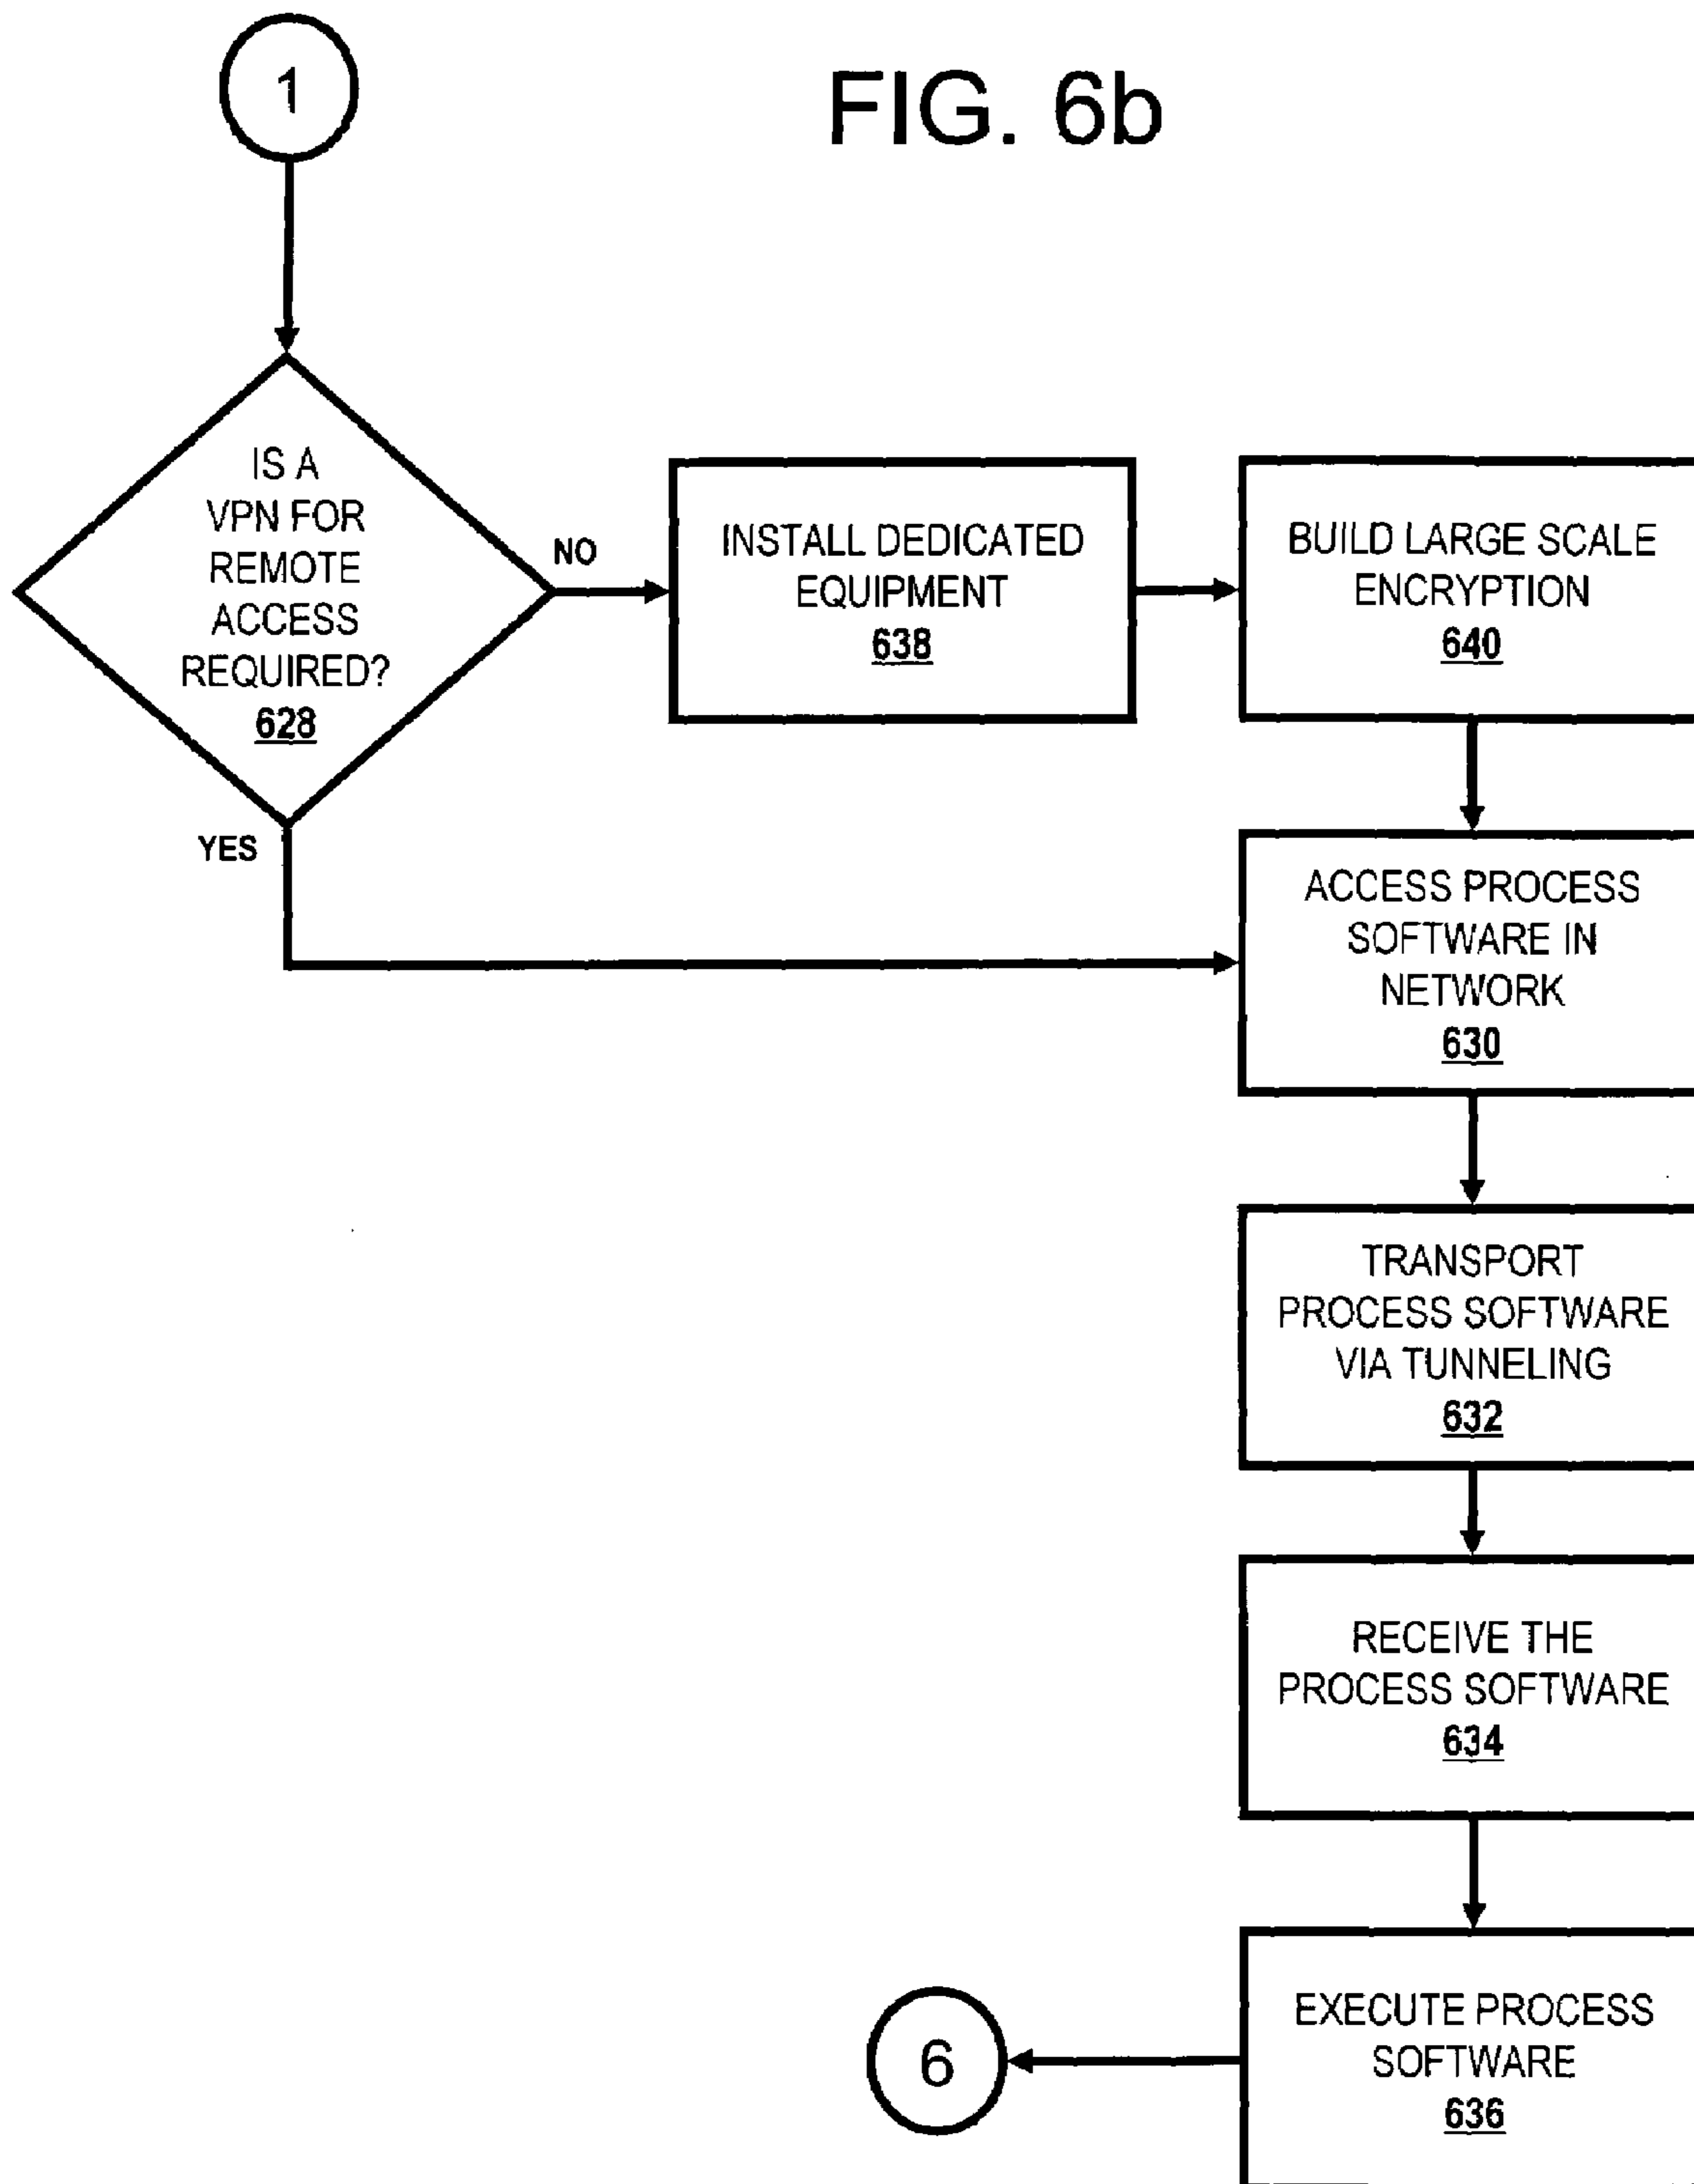 1
FIG. 6b
IS A
VPN FOR
REMOTE
ACCESS
REQUIRED?
628
NO
YES
INSTALL DEDICATED
EQUIPMENT
638
BUILD LARGE SCALE
ENCRYPTION
640
ACCESS PROCESS
SOFTWARE IN
NETWORK
630
TRANSPORT
PROCESS SOFTWARE
VIA TUNNELING
632
RECEIVE THE
PROCESS SOFTWARE
634
EXECUTE PROCESS
SOFTWARE
636
6